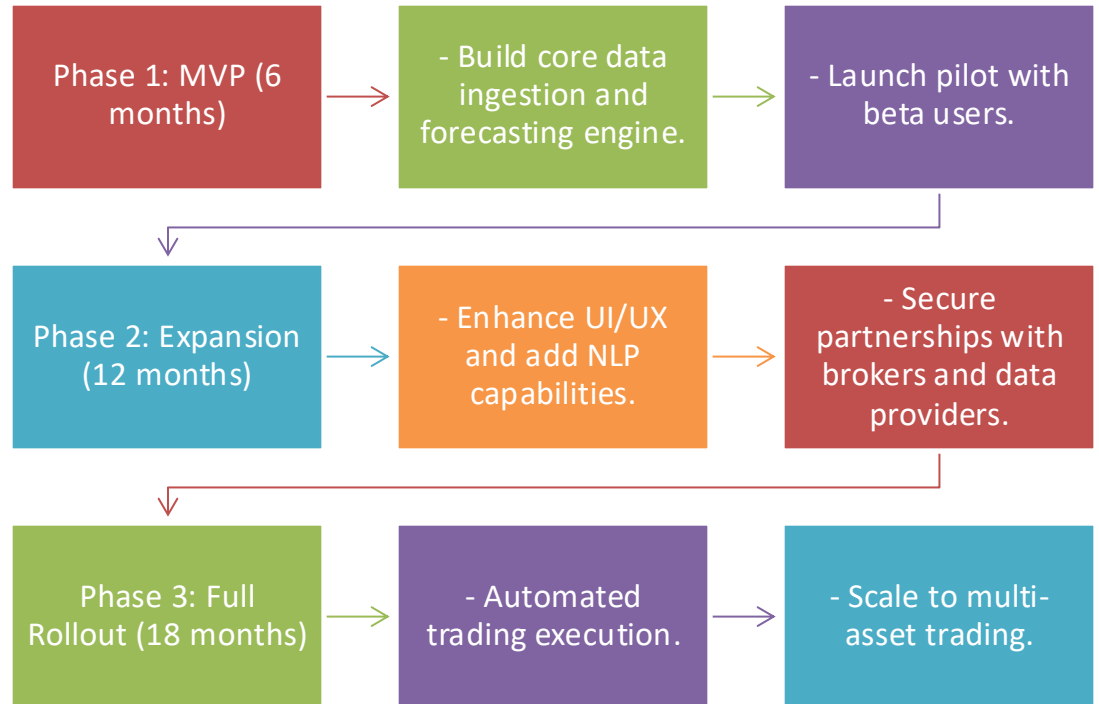 Phase 1: MVP (6
months)
- Build core data
ingestion and
forecasting engine.
- Launch pilot with
beta users.
Phase 2: Expansion
(12 months)
- Enhance UI/UX
and add NLP
capabilities.
- Secure
partnerships with
brokers and data
providers.
Phase 3: Full
Rollout (18 months)
- Automated
trading execution.
- Scale to multi-
asset trading.